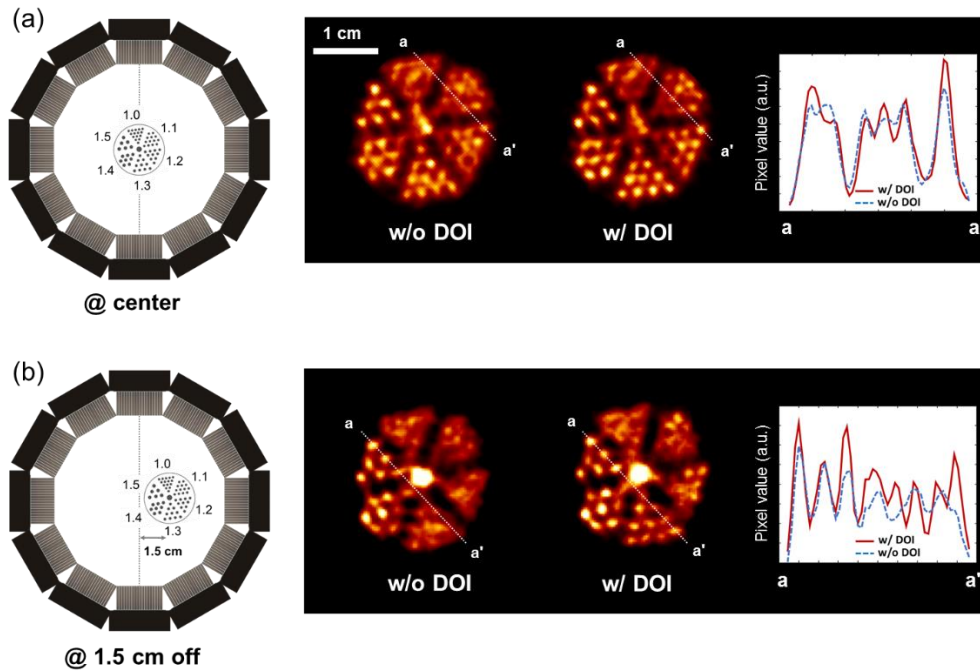 (a)
1.0
1.1
1.5
1.2
1.4
1.3
@ center
1 cm
a
a'
w/o DOI
a
a'
w/ DOI
Pixel value (a.u.)
w/ DOI
w/o DOI
a
a
(b)
1.0
1.1
1.5
1.2
1.4
1.3
1.5 cm
@ 1.5 cm off
a
a'
w/o DOI
a
a'
w/ DOI
Pixel value (a.u.)
w/ DOI
w/o DOI
a
a'